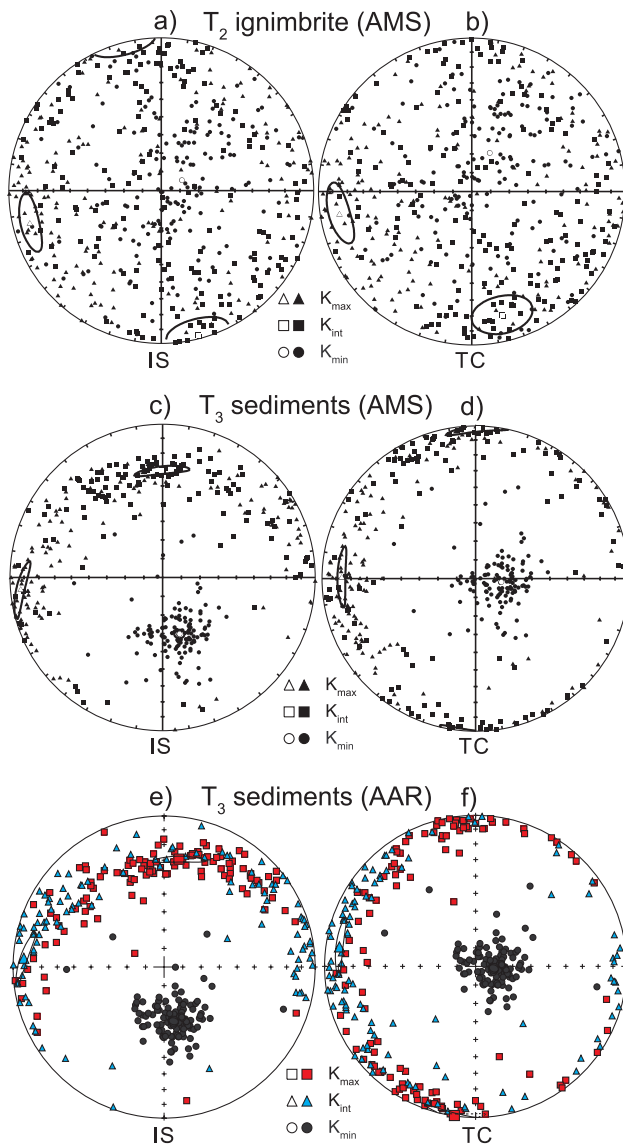 a) T₂ ignimbrite (AMS) b)
△ ▲ Kmax
□ ■ Kint
○ ● Kmin
IS TC
c) T₃ sediments (AMS) d)
△ ▲ Kmax
□ ■ Kint
○ ● Kmin
IS TC
e) T₃ sediments (AAR) f)
□ ■ Kmax
△ ▲ Kint
○ ● Kmin
IS TC